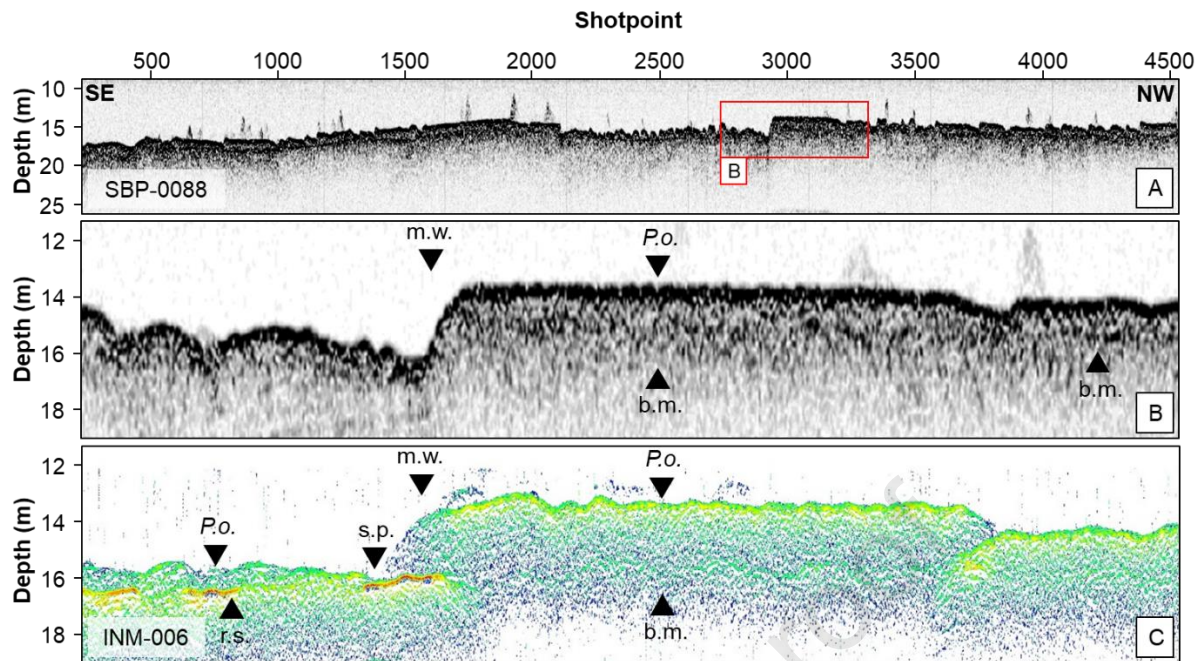 Shotpoint
500 1000 1500 2000 2500 3000 3500 4000 4500
Depth (m)
10
15
20
25
SE
NW
B
SBP-0088
A
Depth (m)
12
14
16
18
m.w.
P.o.
b.m.
b.m.
B
Depth (m)
12
14
16
18
m.w.
P.o.
P.o.
s.p.
r.s.
b.m.
INM-006
C